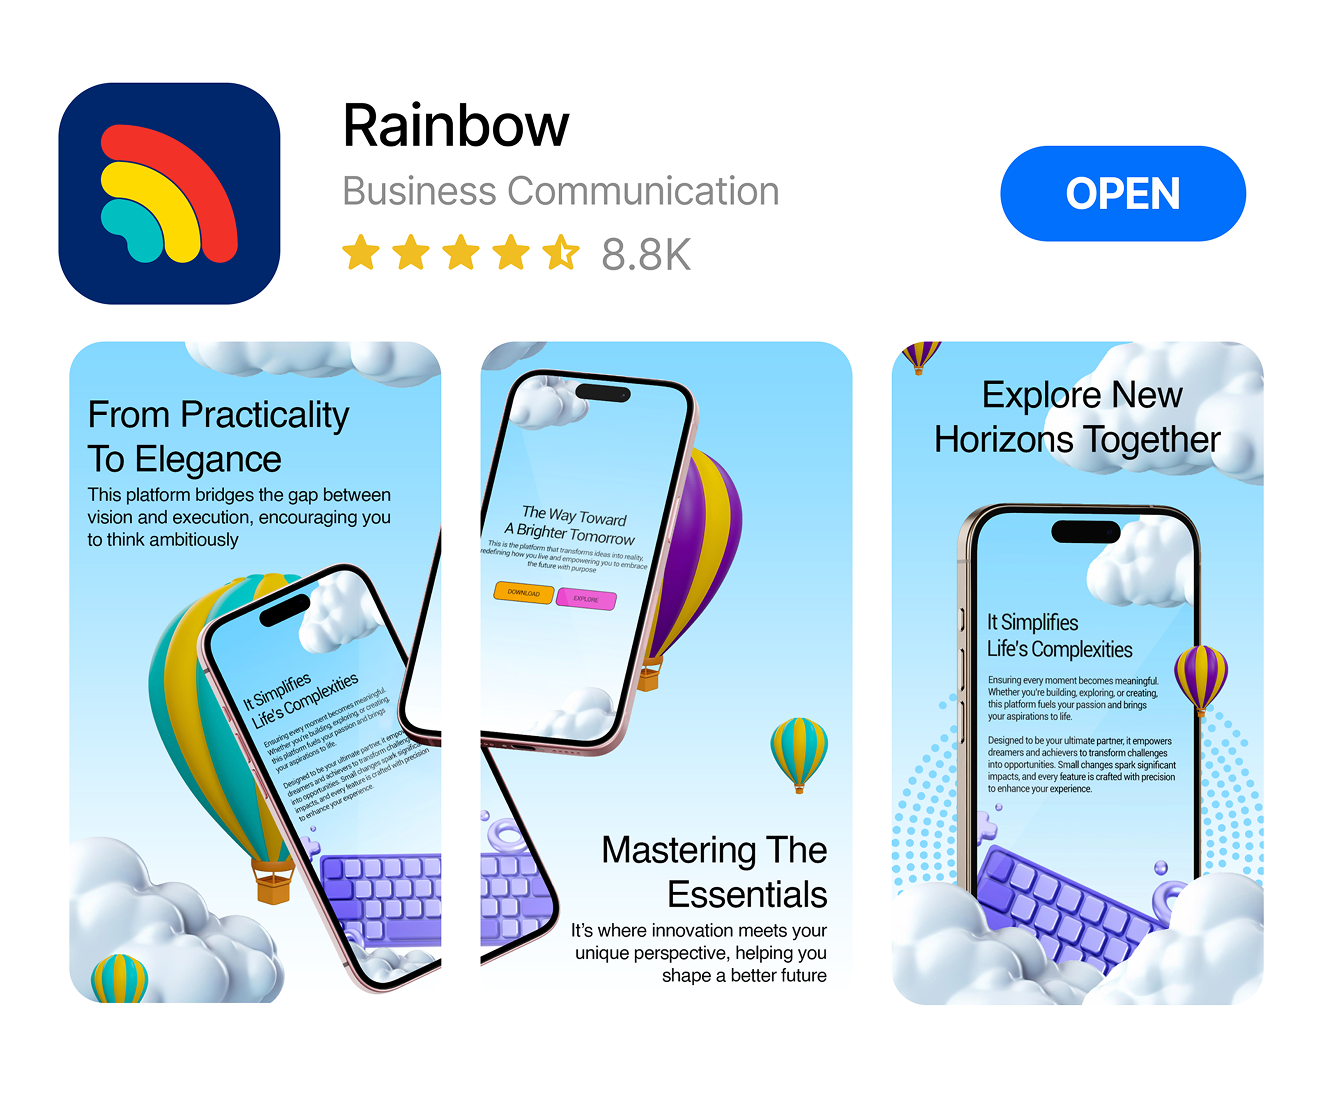 Rainbow
Business Communication
8.8K
OPEN
From Practicality
To Elegance
This platform bridges the gap between
vision and execution, encouraging you
to think ambitiously
It Simplifies
Life's Complexities
Ensuring every moment becomes meaningful.
Whether you're building, exploring, or creating,
this platform fuels your passion and brings
your aspirations to life.
Designed to be your ultimate partner, it empow
dreamers and achievers to transform challeng
into opportunities. Small changes spark significa
impacts, and every feature is crafted with precision
to enhance your experience.
The Way Toward
A Brighter Tomorrow
This is the platform that transforms ideas into reality,
redefining how you live and empowering you to embrace
the future with purpose
DOWNLOAD
EXPLORE
Mastering The
Essentials
It's where innovation meets your
unique perspective, helping you
shape a better future
Explore New
Horizons Together
It Simplifies
Life's Complexities
Ensuring every moment becomes meaningful.
Whether you're building, exploring, or creating,
this platform fuels your passion and brings
your aspirations to life.
Designed to be your ultimate partner, it empowers
dreamers and achievers to transform challenges
into opportunities. Small changes spark significant
impacts, and every feature is crafted with precision
to enhance your experience.